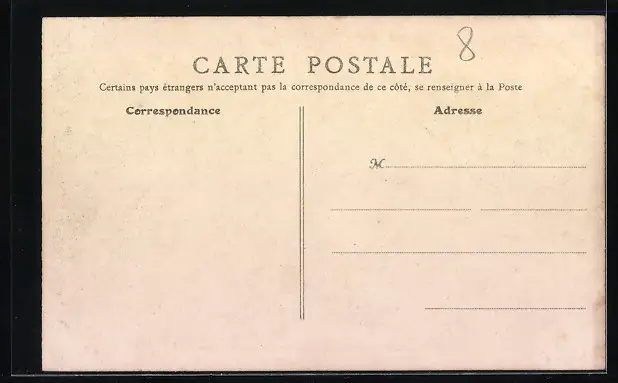 8
CARTE POSTALE
Certains pays étrangers n'acceptant pas la correspondance de ce côté, se renseigner à la Poste
Correspondance
Adresse
M